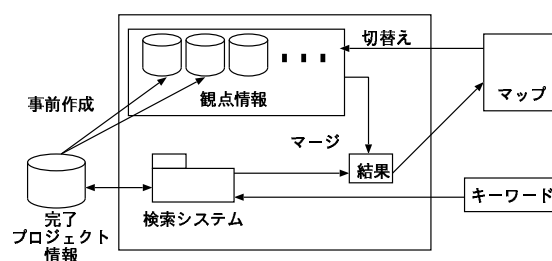 切替え
観点情報
マップ
事前作成
マージ
結果
キーワード
検索システム
完了
プロジェクト
情報